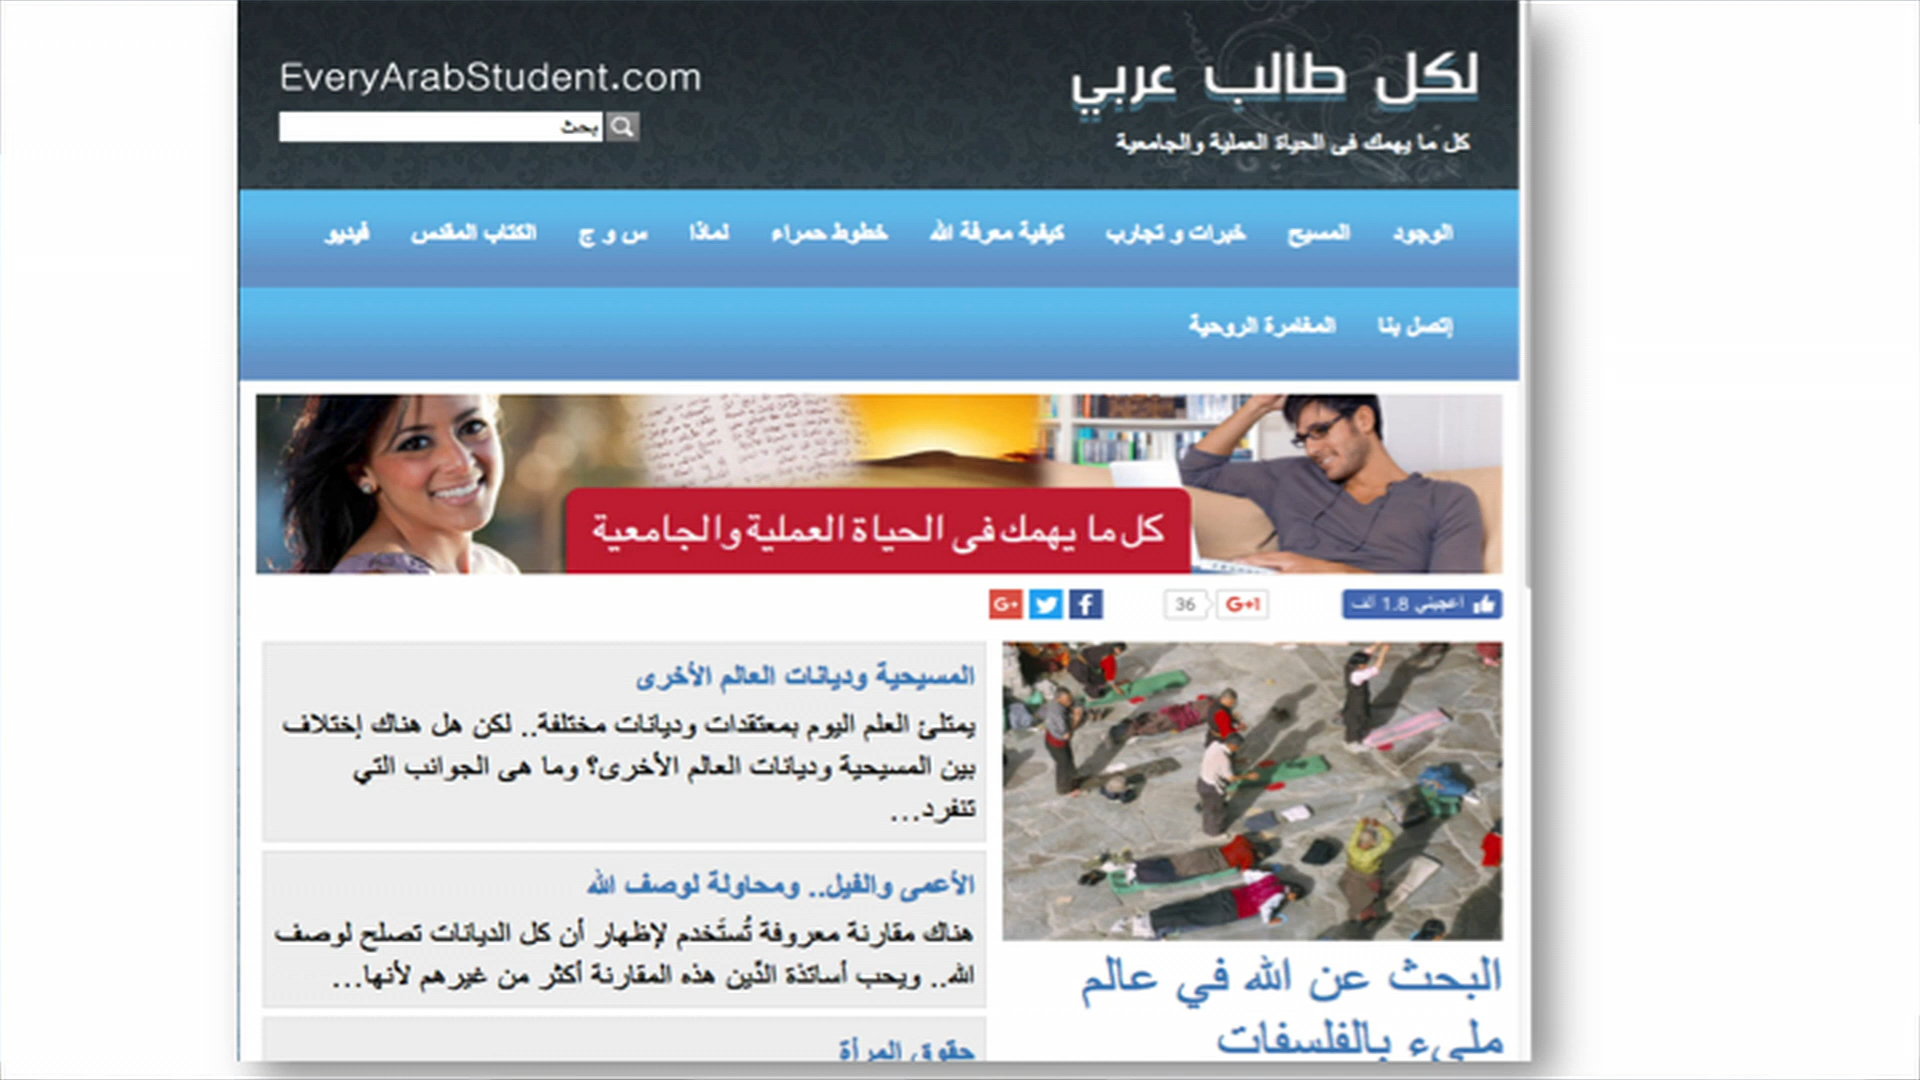 EveryArabStudent.com
لكل طالب عربي
بحث
كل ما يهمك فى الحياة العملية والجامعية
الوجود
المسيح
خبرات و تجارب
كيفية معرفة الله
خطوط حمراء
لماذا
س و ج
الكتاب المقدس
فيديو
إتصل بنا
المغامرة الروحية
كل ما يهمك فى الحياة العملية والجامعية
أعجبني 1.8 ألف
G+1
36
G+
المسيحية وديانات العالم الأخرى
يمتلئ العلم اليوم بمعتقدات وديانات مختلفة.. لكن هل هناك إختلاف
بين المسيحية وديانات العالم الأخرى؟ وما هى الجوانب التي
تنفرد...
الأعمى والفيل.. ومحاولة لوصف الله
هناك مقارنة معروفة تُستَخدم لإظهار أن كل الديانات تصلح لوصف
الله.. ويحب أساتذة الدِّين هذه المقارنة أكثر من غيرهم لأنها...
حقوق المرأة
البحث عن الله في عالم
مليء بالفلسفات